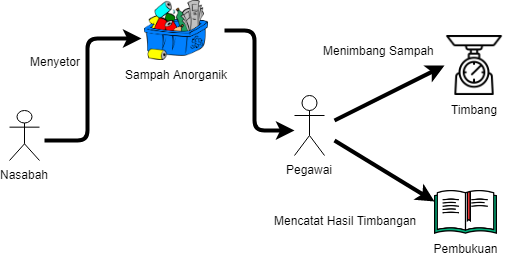 Menyetor
Sampah Anorganik
Nasabah
Menimbang Sampah
Timbang
Pegawai
Mencatat Hasil Timbangan
Pembukuan